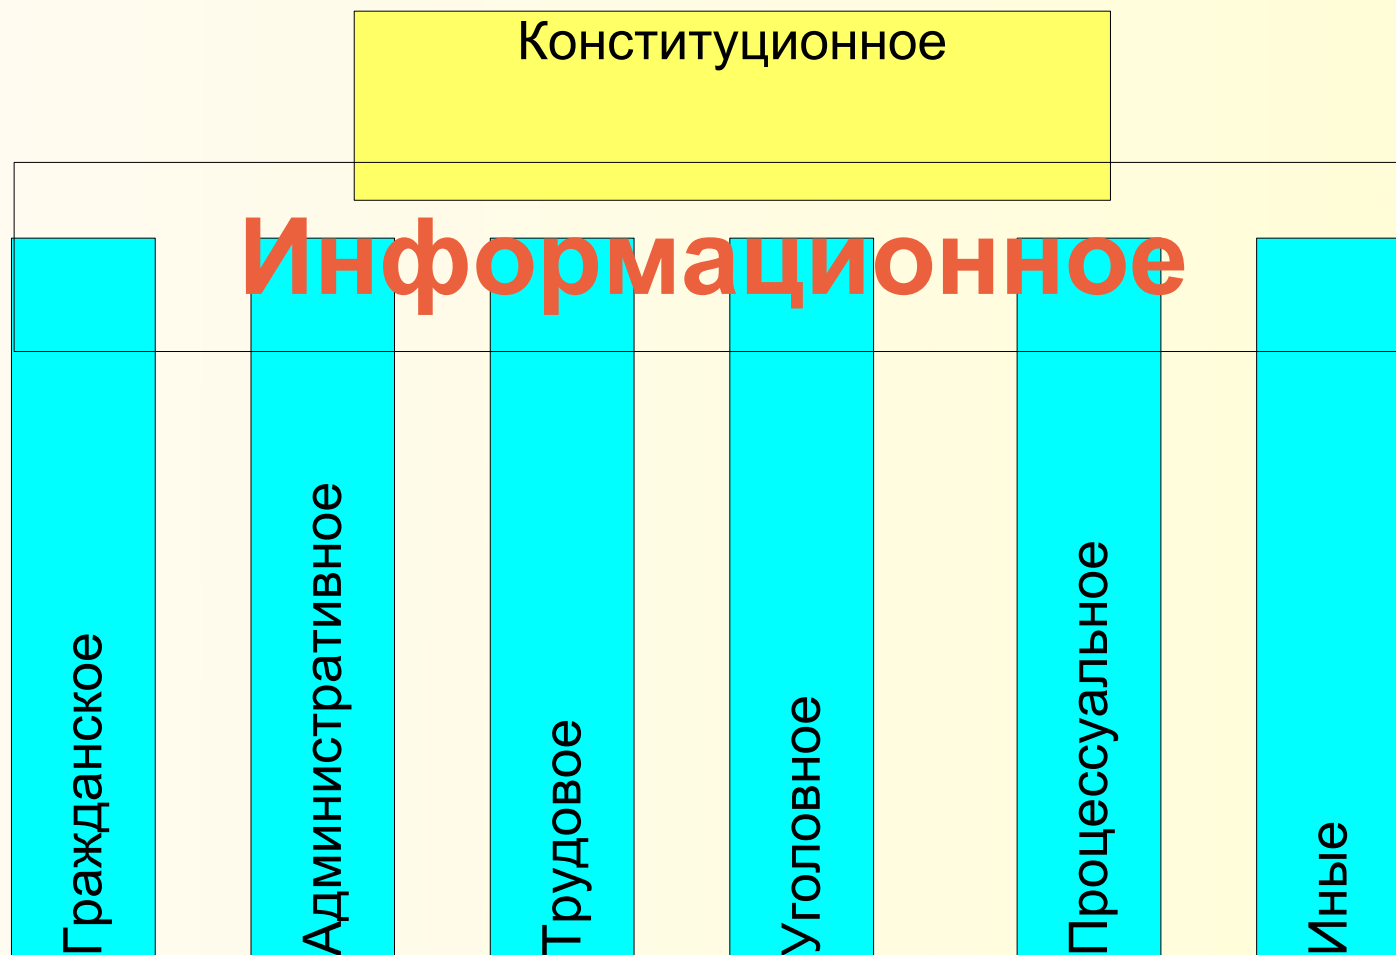 Конституционное
Информационное
Гражданское
Административное
Трудовое
Уголовное
Процессуальное
Иные